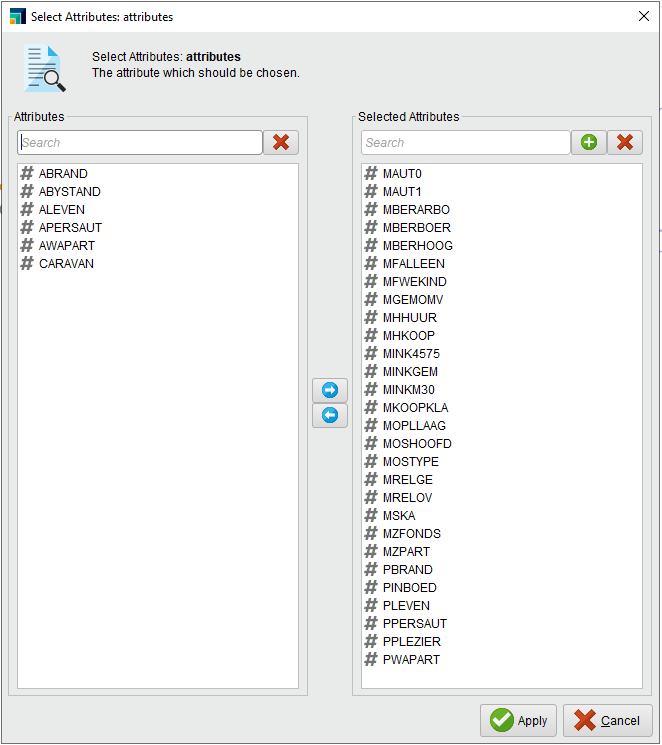 Select Attributes: attributes
Select Attributes: attributes
The attribute which should be chosen.
Attributes
Search
ABRAND
ABYSTAND
ALEVEN
APERSAUT
AWAPART
CARAVAN
Selected Attributes
Search
MAUT0
MAUT1
MBERARBO
MBERBOER
MBERHOOG
MFALLEEN
MFWEKIND
MGEMOMV
MHHUUR
MHKOOP
MINK4575
MINKGEM
MINKM30
MKOOPKLA
MOPLLAAG
MOSHOOFD
MOSTYPE
MRELGE
MRELOV
MSKA
MZFONDS
MZPART
PBRAND
PINBOED
PLEVEN
PPERSAUT
PPLEZIER
PWAPART
Apply
Cancel